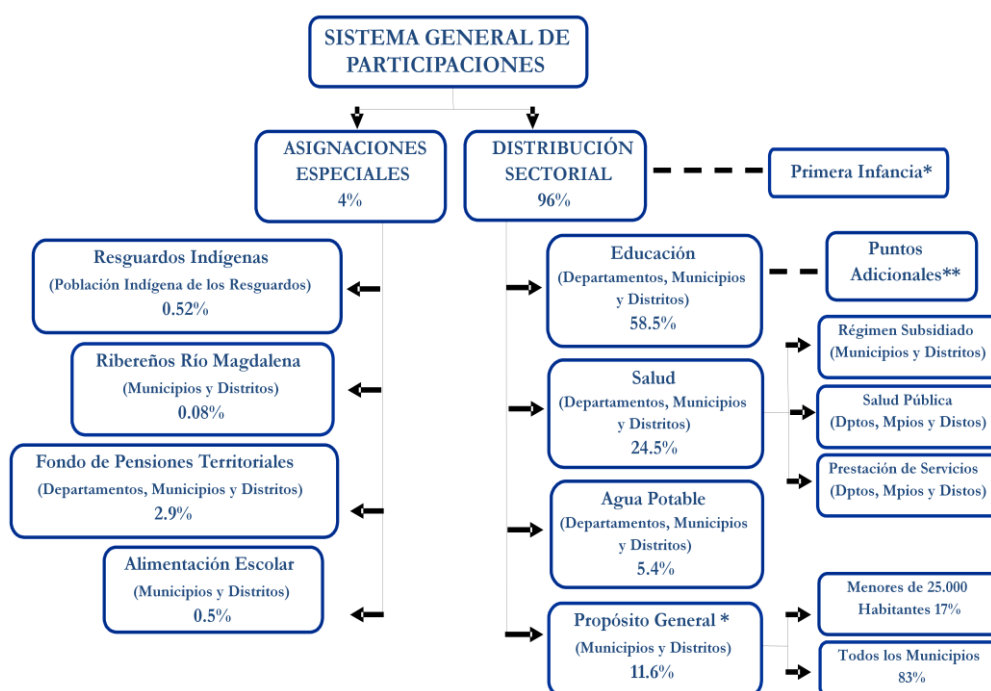 SISTEMA GENERAL DE
PARTICIPACIONES
ASIGNACIONES
ESPECIALES
4%
DISTRIBUCIÓN
SECTORIAL
96%
Primera Infancia*
Resguardos Indígenas
(Población Indígena de los Resguardos)
0.52%
Ribereños Río Magdalena
(Municipios y Distritos)
0.08%
Fondo de Pensiones Territoriales
(Departamentos, Municipios y Distritos)
2.9%
Alimentación Escolar
(Municipios y Distritos)
0.5%
Educación
(Departamentos, Municipios
y Distritos)
58.5%
Puntos
Adicionales**
Salud
(Departamentos, Municipios
y Distritos)
24.5%
Régimen Subsidiado
(Municipios y Distritos)
Salud Pública
(Dptos, Mpios y Distos)
Prestación de Servicios
(Dptos, Mpios y Distos)
Agua Potable
(Departamentos, Municipios
y Distritos)
5.4%
Propósito General *
(Municipios y Distritos)
11.6%
Menores de 25.000
Habitantes 17%
Todos los Municipios
83%